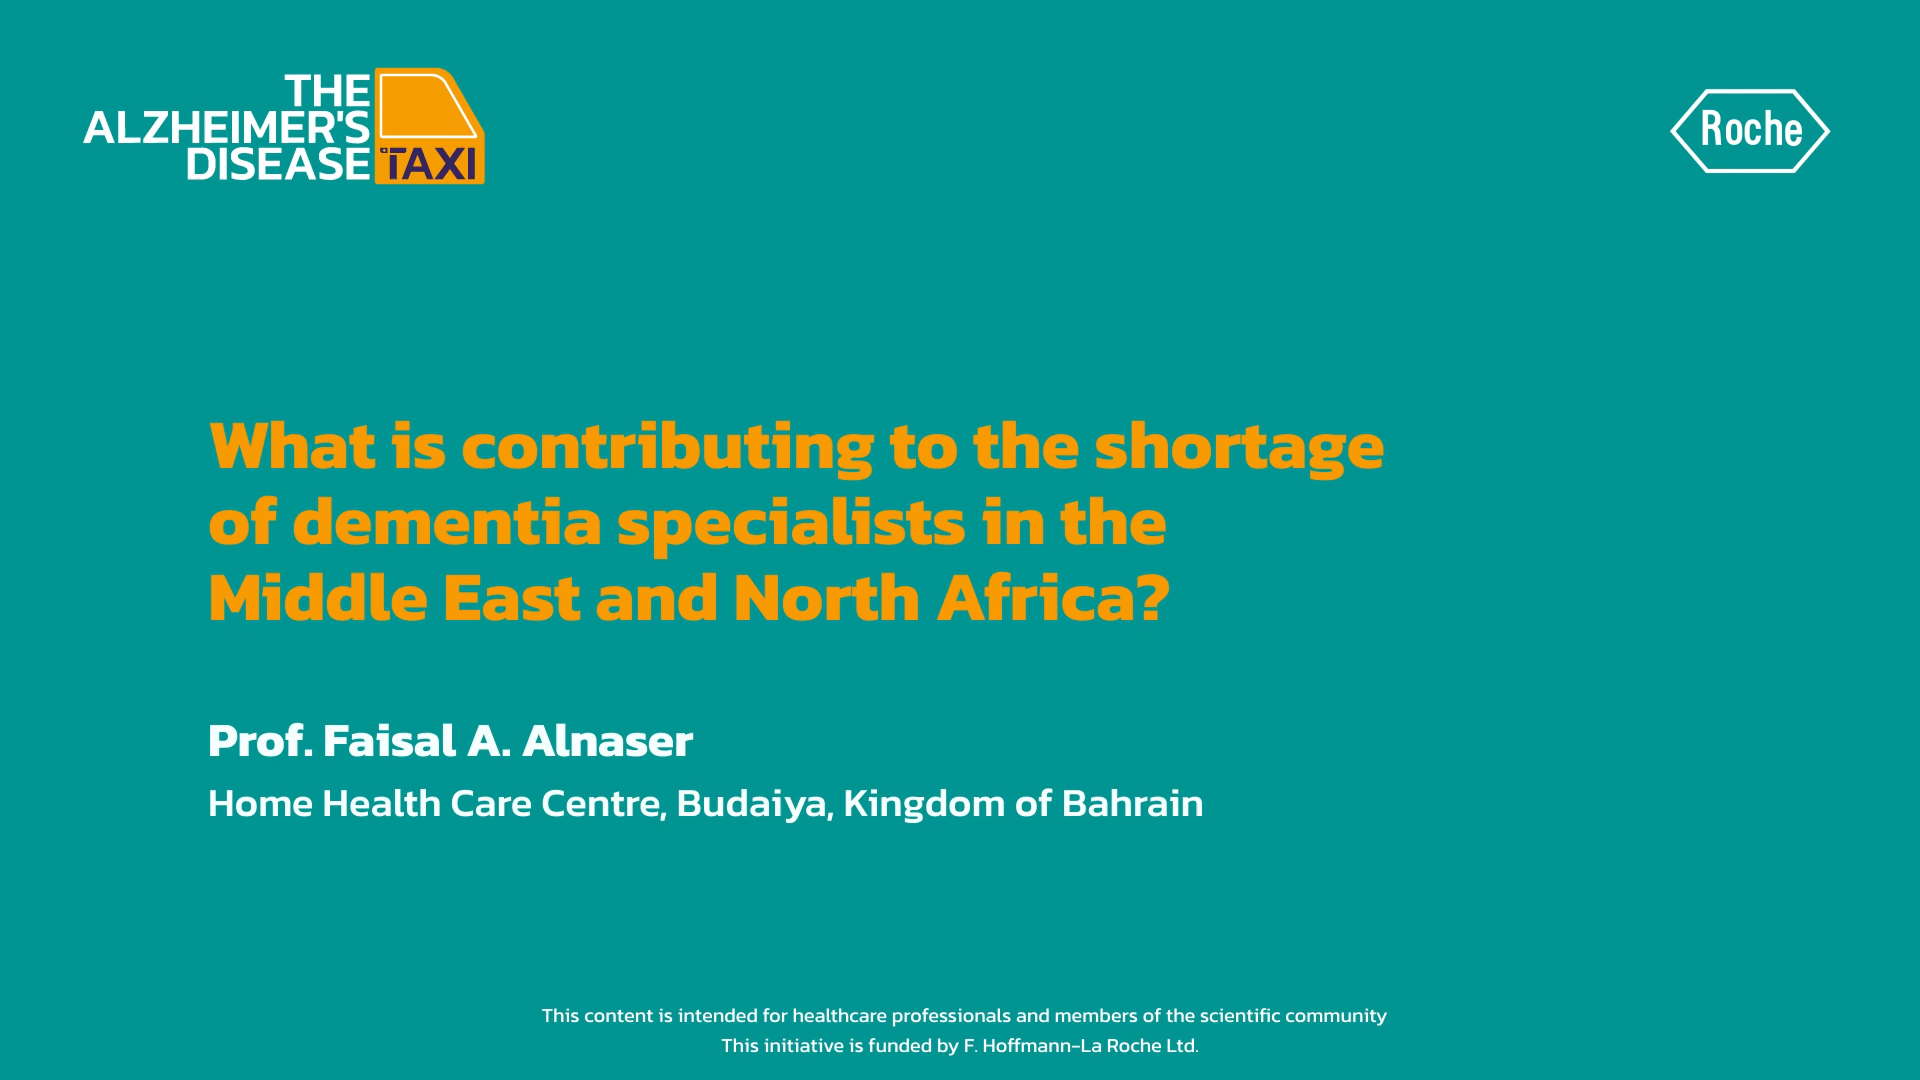 THE
ALZHEIMER'S
DISEASE TAXI
Roche
What is contributing to the shortage
of dementia specialists in the
Middle East and North Africa?
Prof. Faisal A. Alnaser
Home Health Care Centre, Budaiya, Kingdom of Bahrain
This content is intended for healthcare professionals and members of the scientific community
This initiative is funded by F. Hoffmann-La Roche Ltd.